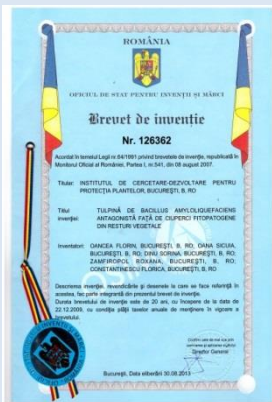 ROMÂNIA
OFICIUL DE STAT PENTRU INVENȚII ȘI MĂRCI
Brevet de invenție
Nr. 126362
Acordat în temeiul Legii nr.64/1991 privind brevetele de invenție, republicată în
Monitorul Oficial al României, Partea I, nr.541, din 08 august 2007.
Titular: INSTITUTUL DE CERCETARE-DEZVOLTARE PENTRU
PROTECȚIA PLANTELOR, BUCUREȘTI, B, RO
Titlul TULPINĂ DE BACILLUS AMYLOLIQUEFACIENS
invenției: ANTAGONISTĂ FAȚĂ DE CIUPERCI FITOPATOGENE
DIN RESTURI VEGETALE
Inventatori: OANCEA FLORIN, BUCUREȘTI, B, RO; OANA SICUIA,
BUCUREȘTI, B, RO; DINU SORINA, BUCUREȘTI, B, RO;
ZAMFIROPOL ROXANA, BUCUREȘTI, B, RO;
CONSTANTINESCU FLORICA, BUCUREȘTI, B, RO
Descrierea invenției, revendicările și desenele la care se face referință în
acestea, fac parte integrantă din prezentul brevet de invenție.
Durata brevetului de invenție este de 20 ani, cu începere de la data de
22.12.2009, cu condiția plății taxelor anuale de menținere în vigoare a
brevetului.
Director General
București, Data eliberării 30.08.2013